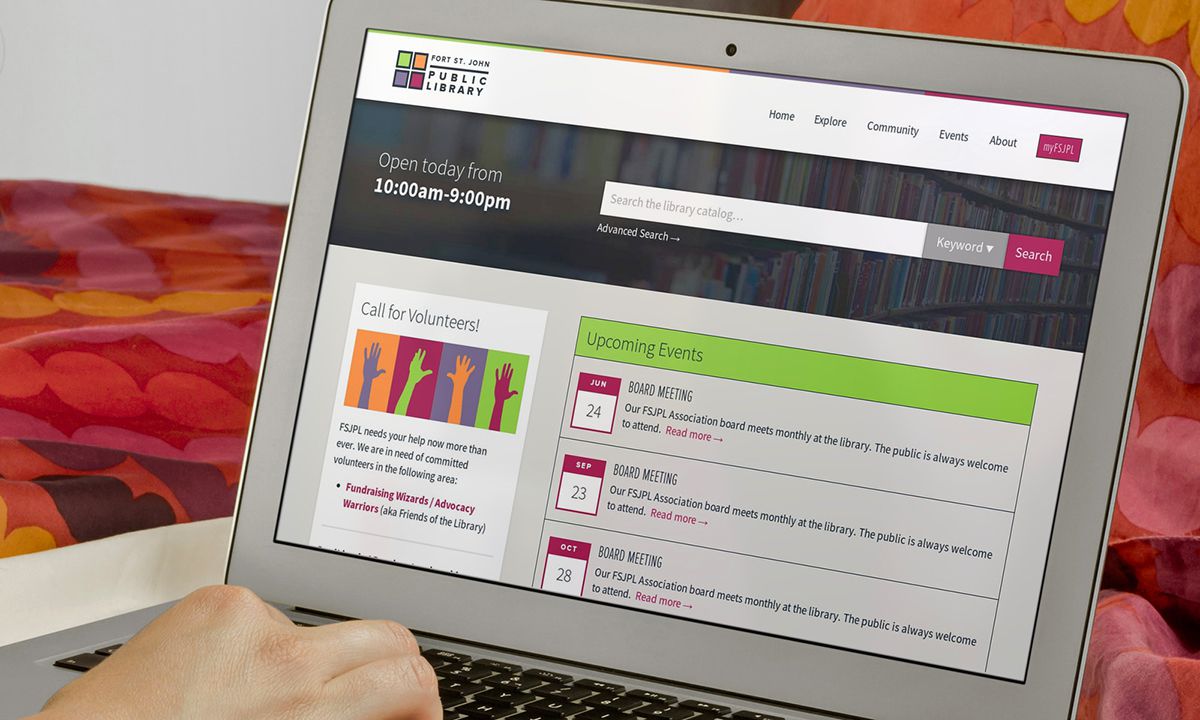 FORT ST. JOHN
PUBLIC
LIBRARY
Home Explore Community Events About myFSJPL
Open today from
10:00am-9:00pm
Search the library catalog...
Keyword ▾ Search
Advanced Search →
Call for Volunteers!
FSJPL needs your help now more than
ever. We are in need of committed
volunteers in the following area:
• Fundraising Wizards / Advocacy
Warriors (aka Friends of the Library)
Upcoming Events
JUN
24
BOARD MEETING
Our FSJPL Association board meets monthly at the library. The public is always welcome
to attend. Read more →
SEP
23
BOARD MEETING
Our FSJPL Association board meets monthly at the library. The public is always welcome
to attend. Read more →
OCT
28
BOARD MEETING
Our FSJPL Association board meets monthly at the library. The public is always welcome
to attend. Read more →